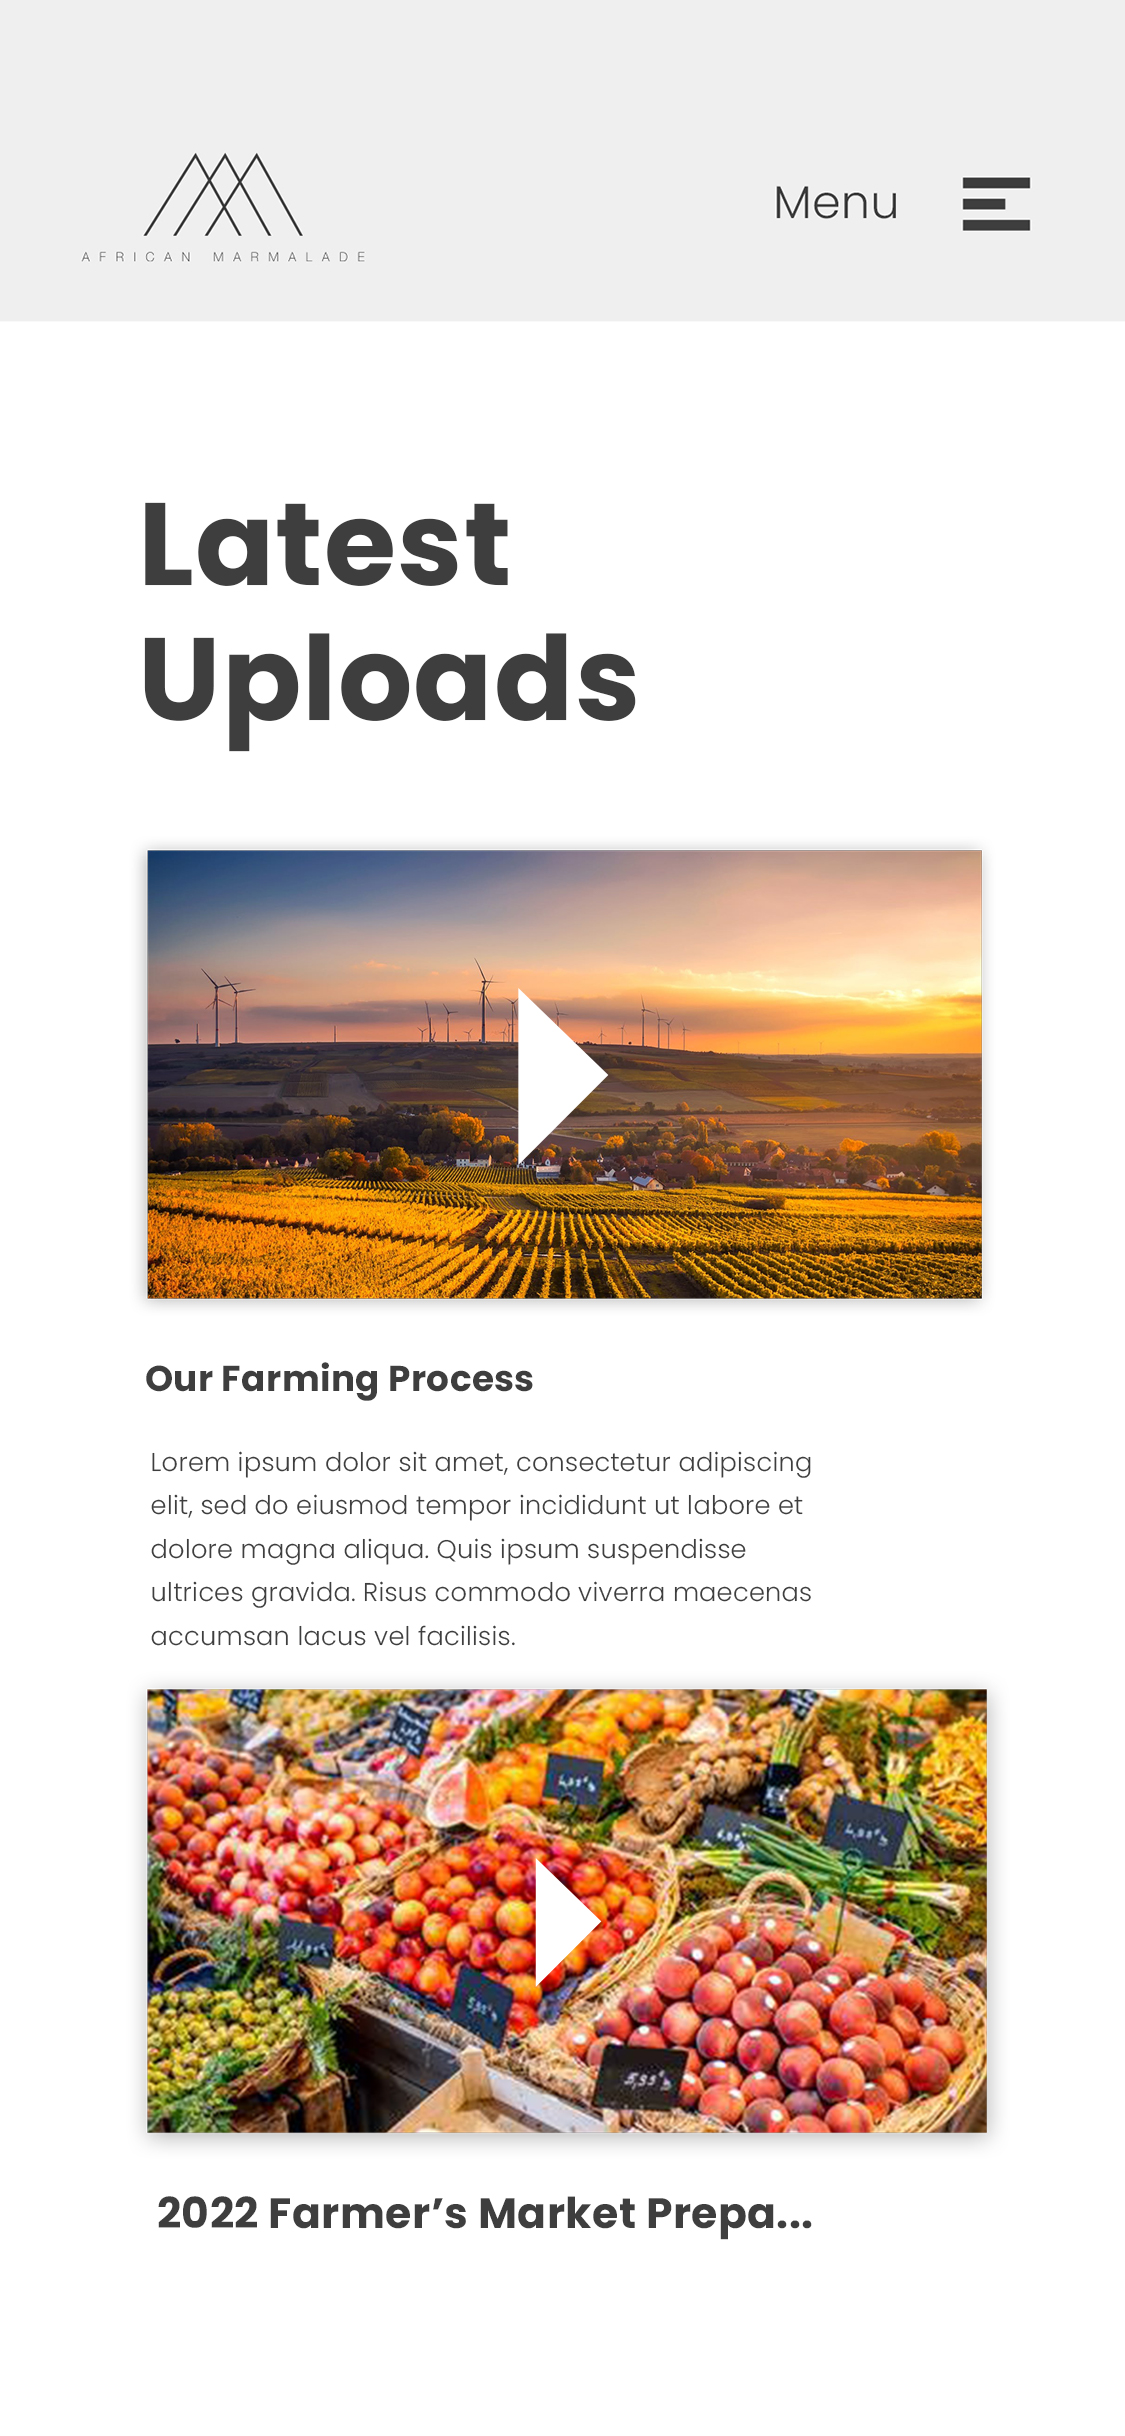 AFRICAN MARMALADE
Menu
Latest
Uploads
Our Farming Process
Lorem ipsum dolor sit amet, consectetur adipiscing
elit, sed do eiusmod tempor incididunt ut labore et
dolore magna aliqua. Quis ipsum suspendisse
ultrices gravida. Risus commodo viverra maecenas
accumsan lacus vel facilisis.
2022 Farmer’s Market Prepa...